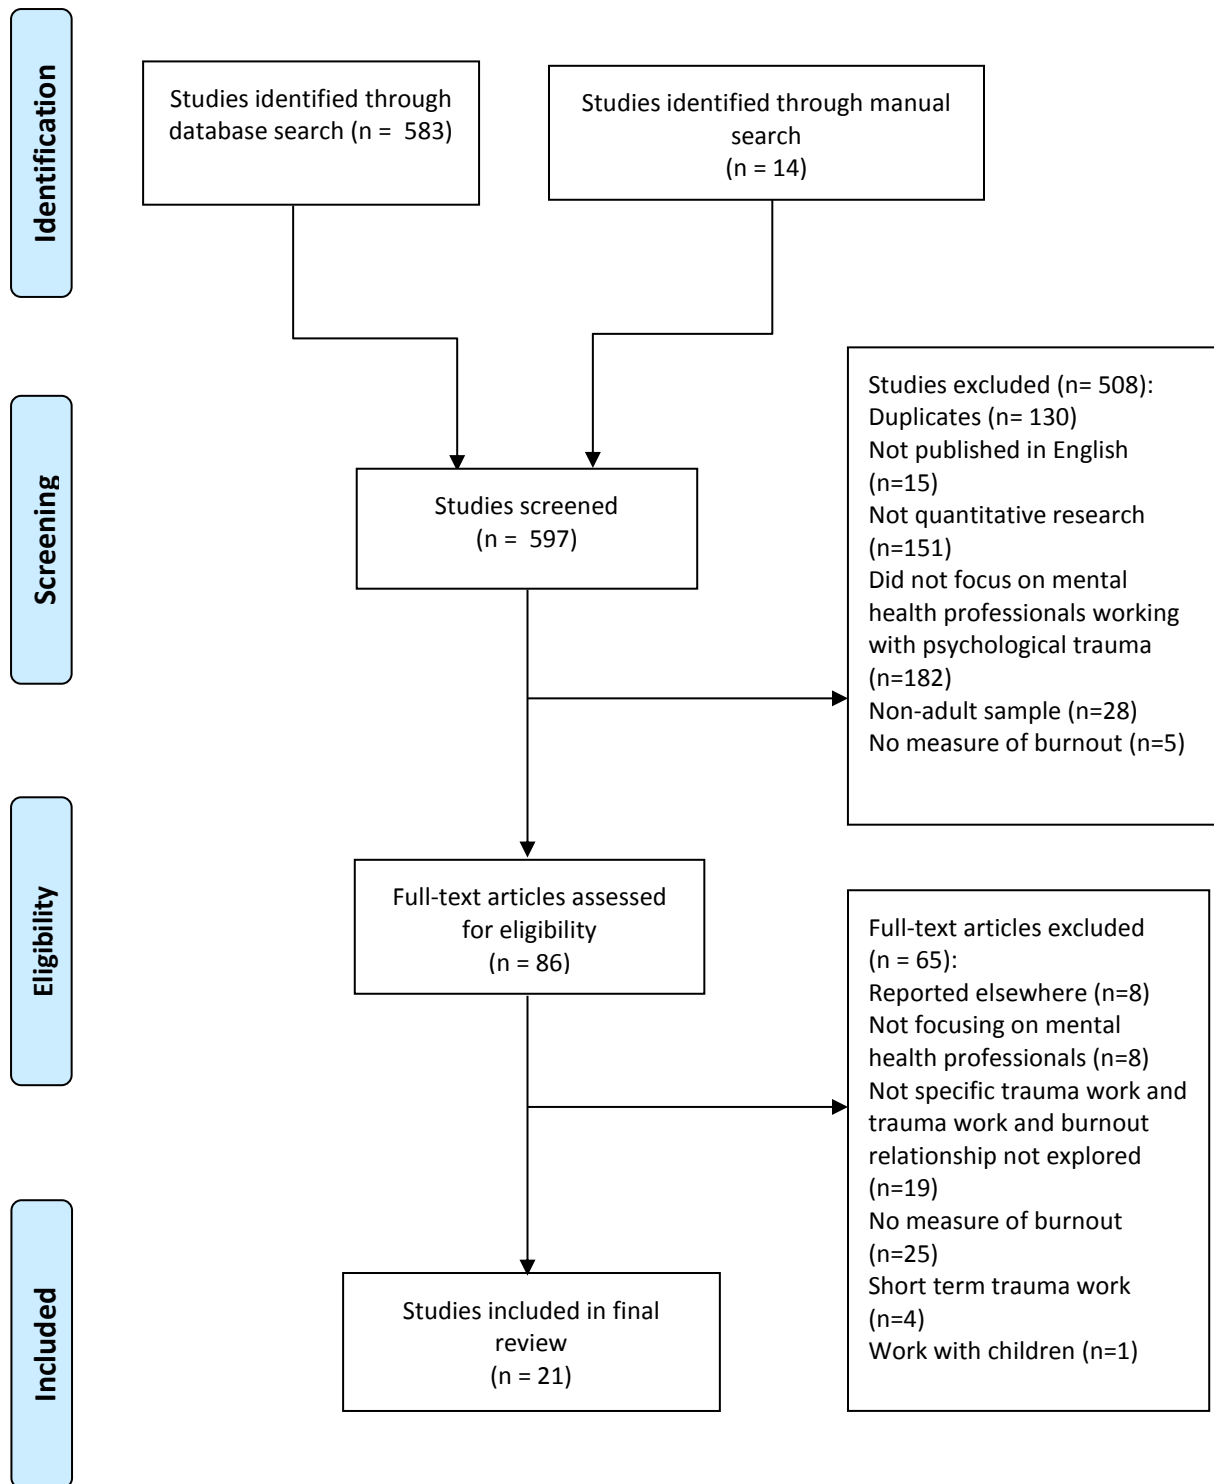 Identification
Studies identified through
database search (n =  583)
Studies identified through manual
search
(n = 14)
Screening
Studies screened
(n =  597)
Studies excluded (n= 508):
Duplicates (n= 130)
Not published in English
(n=15)
Not quantitative research
(n=151)
Did not focus on mental
health professionals working
with psychological trauma
(n=182)
Non-adult sample (n=28)
No measure of burnout (n=5)
Eligibility
Full-text articles assessed
for eligibility
(n = 86)
Full-text articles excluded
(n = 65):
Reported elsewhere (n=8)
Not focusing on mental
health professionals (n=8)
Not specific trauma work and
trauma work and burnout
relationship not explored
(n=19)
No measure of burnout
(n=25)
Short term trauma work
(n=4)
Work with children (n=1)
Included
Studies included in final
review
(n = 21)